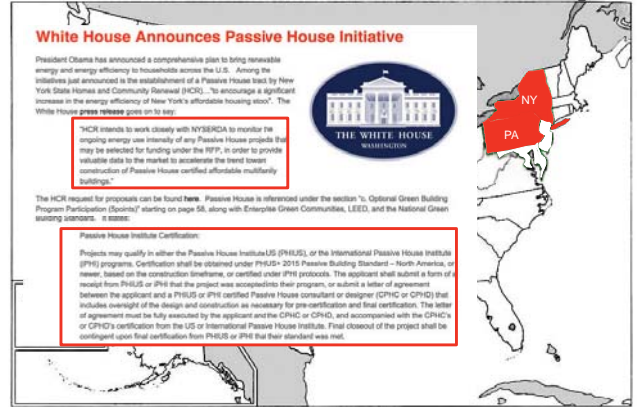 White House Announces Passive House Initiative
President Obama has announced a comprehensive plan to bring renewable
energy and energy efficiency to households across the U.S. Among the
initiatives just announced is the establishment of a Passive House tract by New
York State Homes and Community Renewal (HCR)..."to encourage a significant
increase in the energy efficiency of New York's affordable housing stool". The
White House press release goes on to say:
"HCR intends to work closely with NYSERDA to monitor he
ongoing energy use intensity of any Passive House projeds that
may be selected for funding under the RFP, in order to provide
valuable data to the market to accelerate the trend towarn
construction of Passive House certified affordable multifamily
buildings."
THE WHITE HOUSE
WASHINGTON
NY
PA
The HCR request for proposals can be found here. Passive House is referenced under the section "c. Optional Green Building
Program Participation (5points)" starting on page 58, along with Enterprise Green Communities, LEED, and the National Green
Building Standard. It states:
Passive House Institute Certification:
Projects may qualify in either the Passive House Institute US (PHIUS), or the International Passive House Institute
(iPHI) programs. Certification shall be obtained under PHIUS+ 2015 Passive Building Standard – North America, or
newer, based on the construction timeframe, or certified under iPHI protocols. The applicant shall submit a form of a
receipt from PHIUS or iPHI that the project was accepted into their program, or submit a letter of agreement
between the applicant and a PHIUS or iPHI certified Passive House consultant or designer (CPHC or CPHD) that
includes oversight of the design and construction as necessary for pre-certification and final certification. The letter
of agreement must be fully executed by the applicant and the CPHC or CPHD, and accompanied with the CPHC's
or CPHD's certification from the US or International Passive House Institute. Final closeout of the project shall be
contingent upon final certification from PHIUS or iPHI that their standard was met.